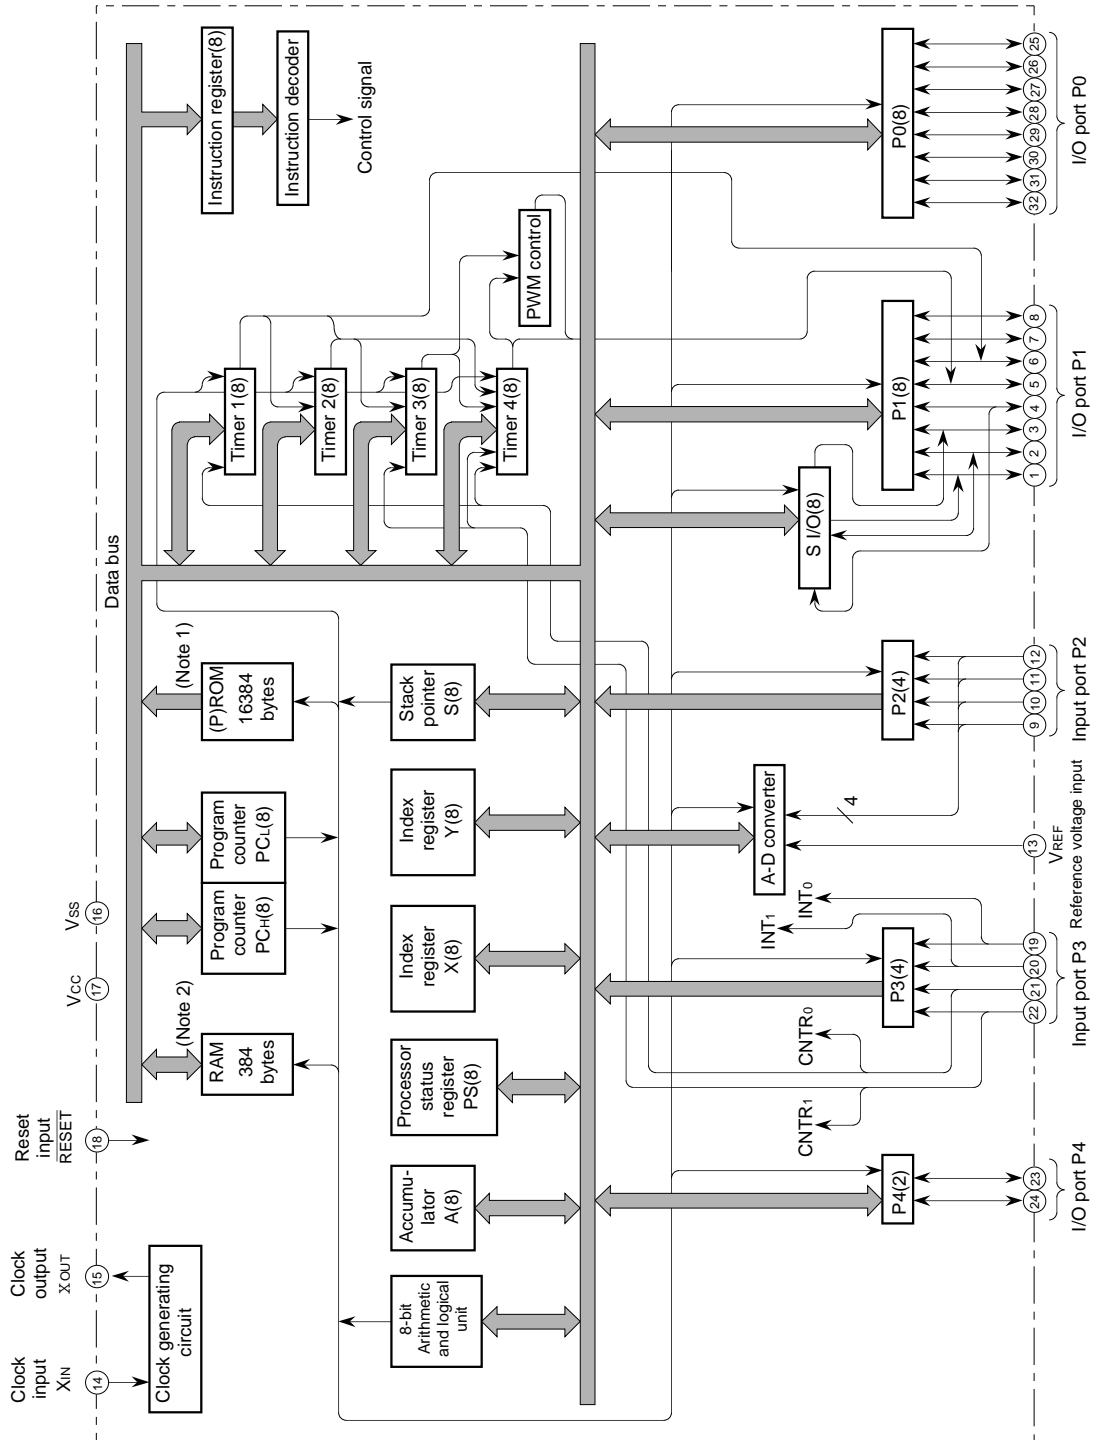 Clock
input
XIN
14
Clock
output
XOUT
15
Reset
input
RESET
18
VCC
17
VSS
16
Data bus
Clock generating
circuit
RAM
384
bytes
(Note 2)
Program
counter
PCH(8)
Program
counter
PCL(8)
(P)ROM
16384
bytes
(Note 1)
Timer 1(8)
Timer 2(8)
Timer 3(8)
Timer 4(8)
Instruction register(8)
Instruction decoder
Control signal
8-bit
Arithmetic
and logical
unit
Accumu-
lator
A(8)
Processor
status
register
PS(8)
Index
register
X(8)
Index
register
Y(8)
Stack
pointer
S(8)
PWM control
CNTR1
CNTR0
INT1
INT0
A-D converter
4
S I/O(8)
P4(2)
P3(4)
P2(4)
P1(8)
P0(8)
24
23
I/O port P4
22
21
20
19
Input port P3
13
VREF
Reference voltage input
9
10
11
12
Input port P2
1
2
3
4
5
6
7
8
I/O port P1
32
31
30
29
28
27
26
25
I/O port P0